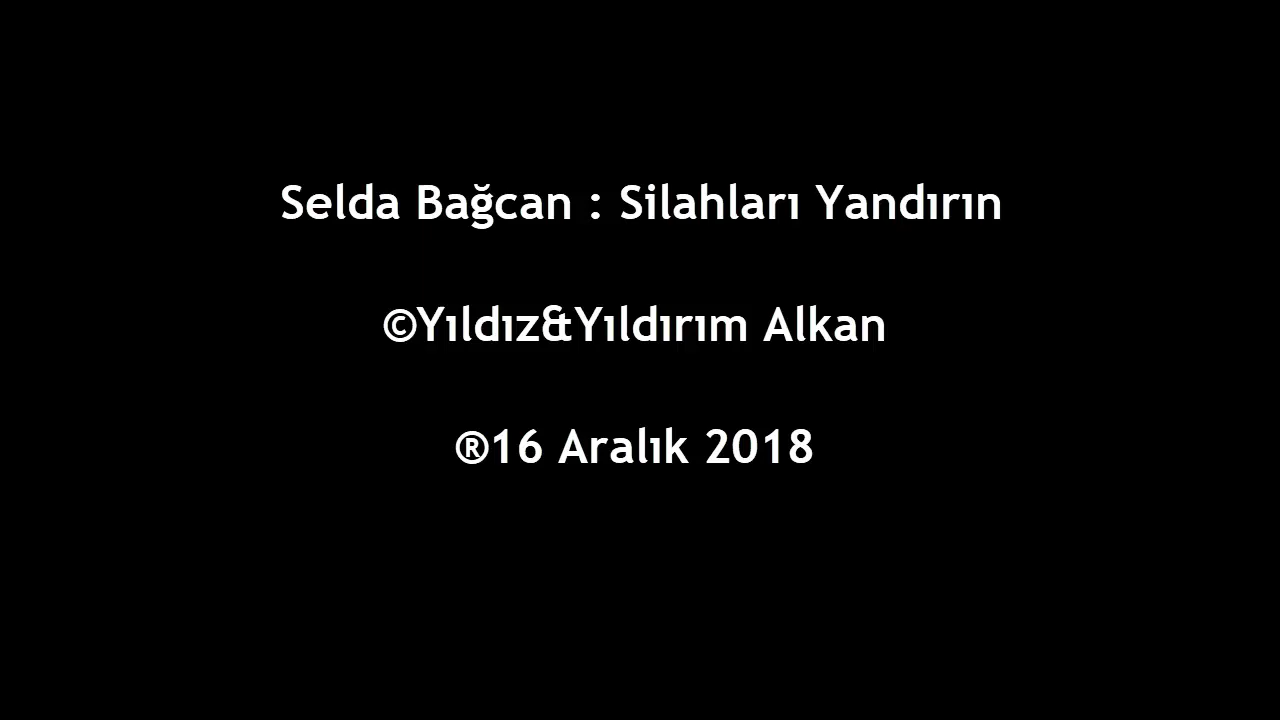 Selda Bağcan : Silahları Yandırın
©Yıldız&Yıldırım Alkan
®16 Aralık 2018